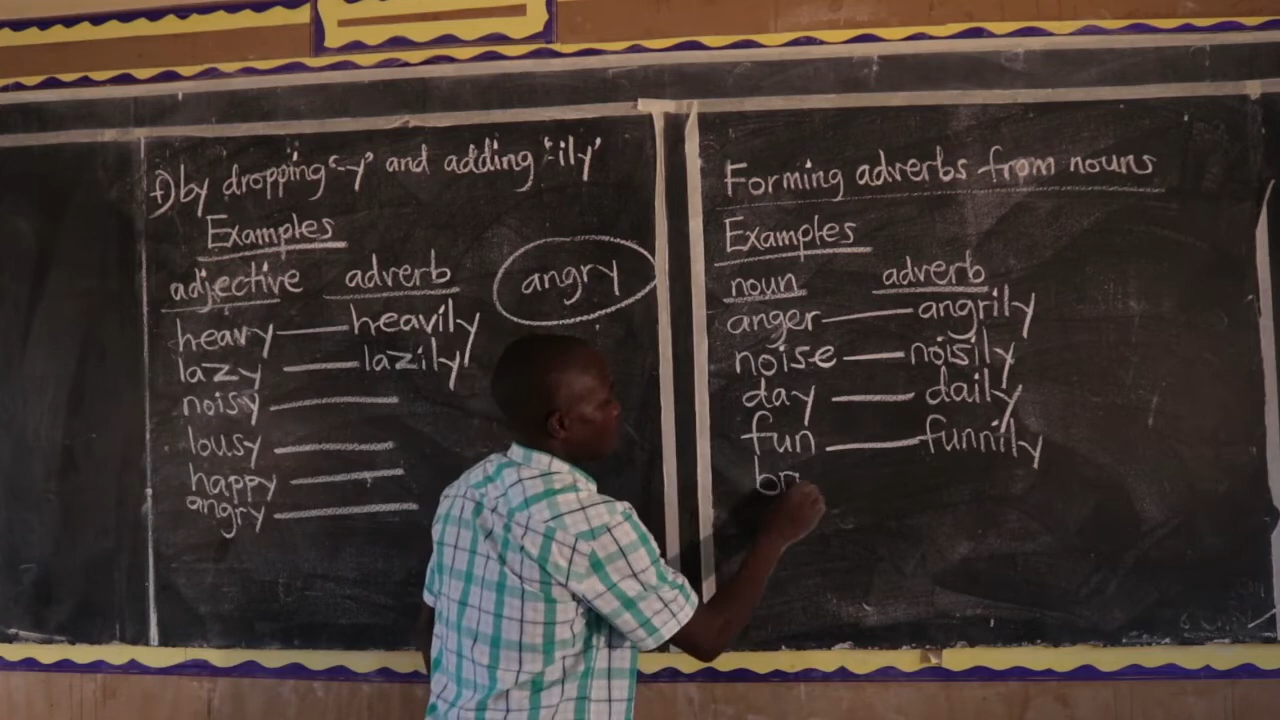 f) by dropping '-y' and adding '-ily'
Examples
adjective adverb
heavy — heavily
lazy — lazily
noisy —
lousy —
happy —
angry —
angry
Forming adverbs from nouns
Examples
noun adverb
anger — angrily
noise — noisily
day — daily
fun — funnily
br